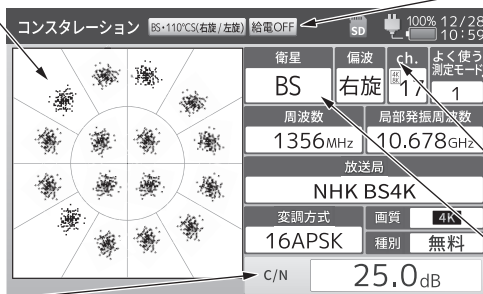 コンスタレーション BS・110°CS(右旋/左旋) 給電OFF SD 100% 12/28
10:59
衛星 偏波 ch. よく使う測定モード
BS 右旋 4K 8K 17 1
周波数 局部発振周波数
1356MHz 10.678GHz
放送局
NHK BS4K
変調方式 画質 4K
16APSK 種別 無料
C/N 25.0dB